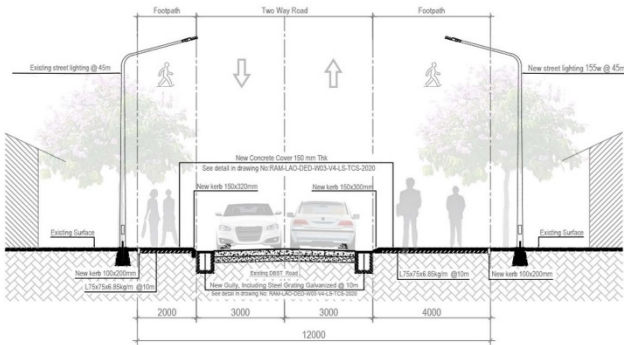 Footpath
Two Way Road
Footpath
Existing street lighting @ 45m
New street lighting 155w @ 45m
New Concrete Cover 150 mm Thk
See detail in drawing No:RAM-LAO-DED-W03-V4-LS-TCS-2020
New kerb 150x320mm
New kerb 150x300mm
Existing Surface
Existing Surface
Existing DBST Road
New kerb 100x200mm
New Gully, Including Steel Grating Galvanized @ 10m
New kerb 100x200mm
L75x75x6.85kg/m @10m
See detail in drawing No: RAM-LAO-DED-W03-V4-LS-TCS-2020
L75x75x6.85kg/m @10m
2000
3000
3000
4000
12000